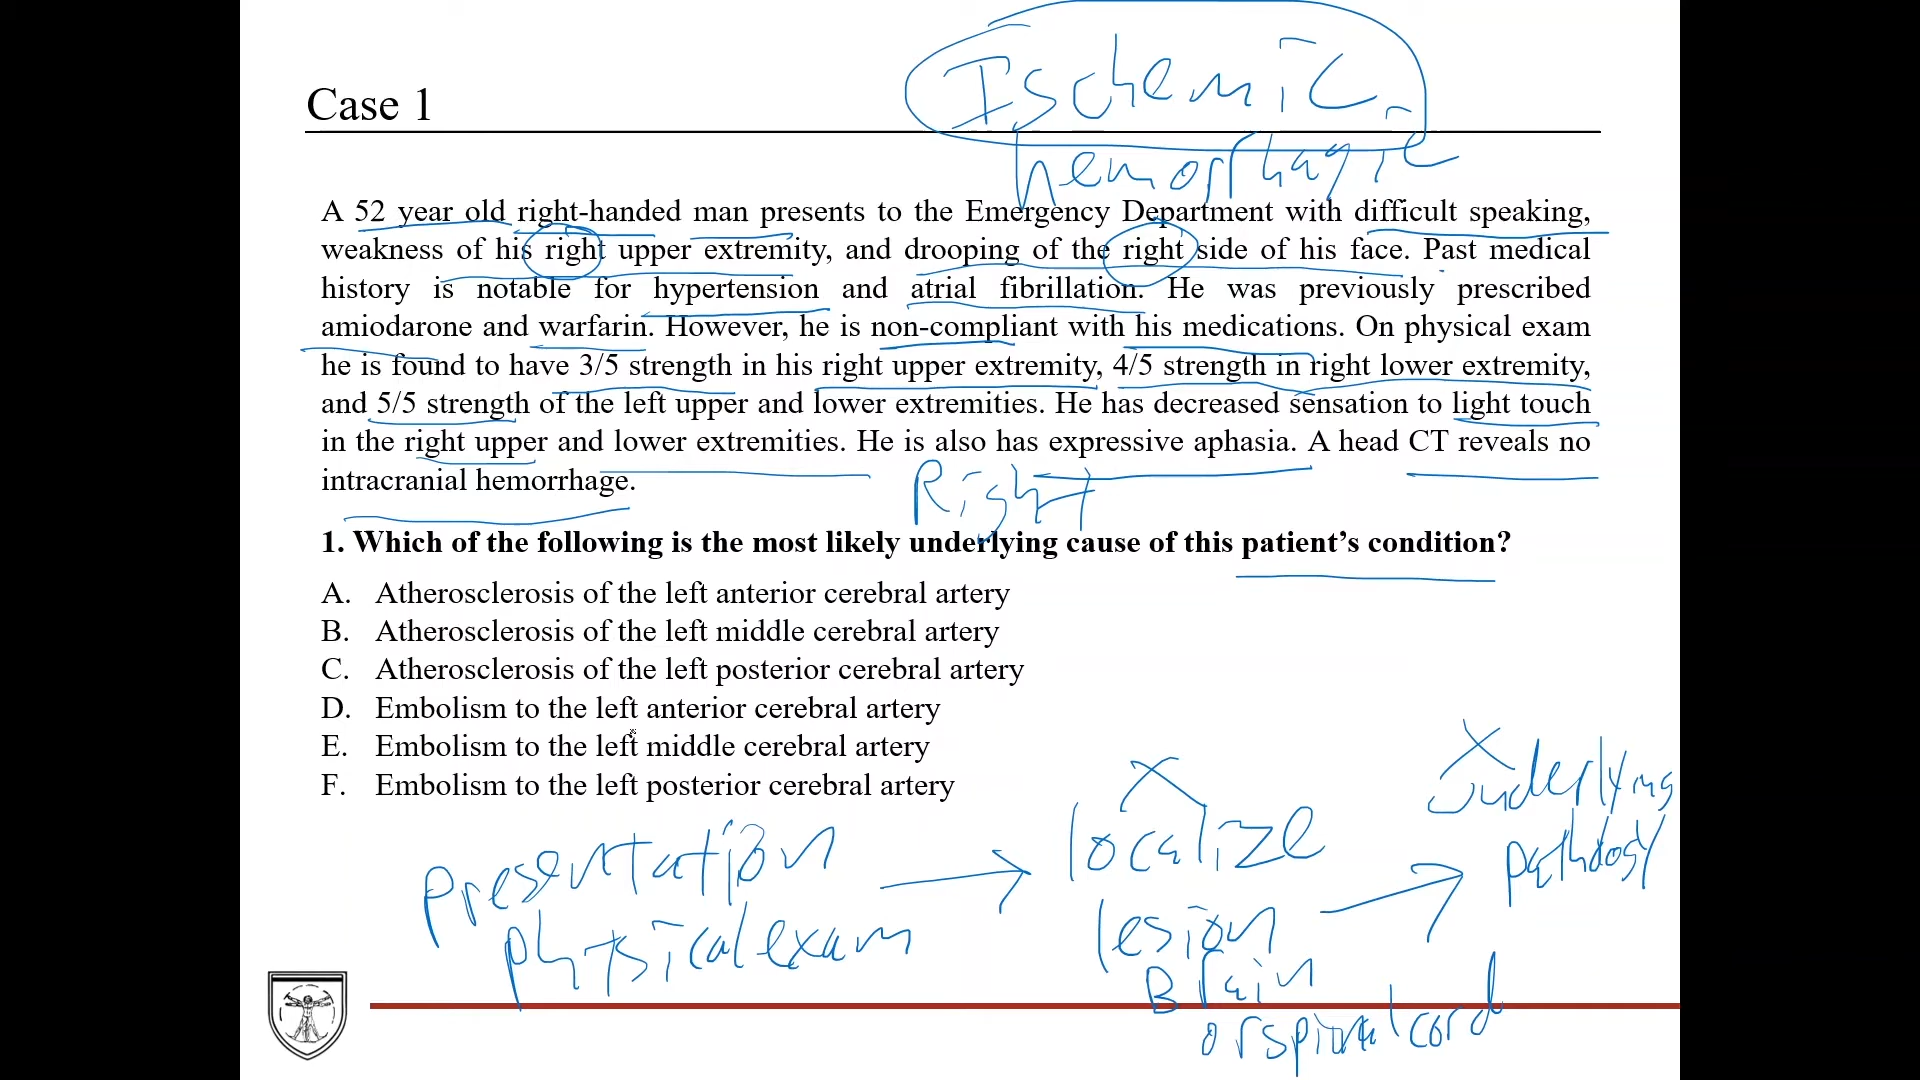 Ischemic
Case 1
hemorrhagic
A 52 year old right-handed man presents to the Emergency Department with difficult speaking,
weakness of his right upper extremity, and drooping of the right side of his face. Past medical
history is notable for hypertension and atrial fibrillation. He was previously prescribed
amiodarone and warfarin. However, he is non-compliant with his medications. On physical exam
he is found to have 3/5 strength in his right upper extremity, 4/5 strength in right lower extremity,
and 5/5 strength of the left upper and lower extremities. He has decreased sensation to light touch
in the right upper and lower extremities. He is also has expressive aphasia. A head CT reveals no
intracranial hemorrhage.
Right
1. Which of the following is the most likely underlying cause of this patient’s condition?
A. Atherosclerosis of the left anterior cerebral artery
B. Atherosclerosis of the left middle cerebral artery
C. Atherosclerosis of the left posterior cerebral artery
D. Embolism to the left anterior cerebral artery
E. Embolism to the left middle cerebral artery
F. Embolism to the left posterior cerebral artery
presentation
physical exam
localize
lesion
Brain
or spinal cord
underlying
pathology